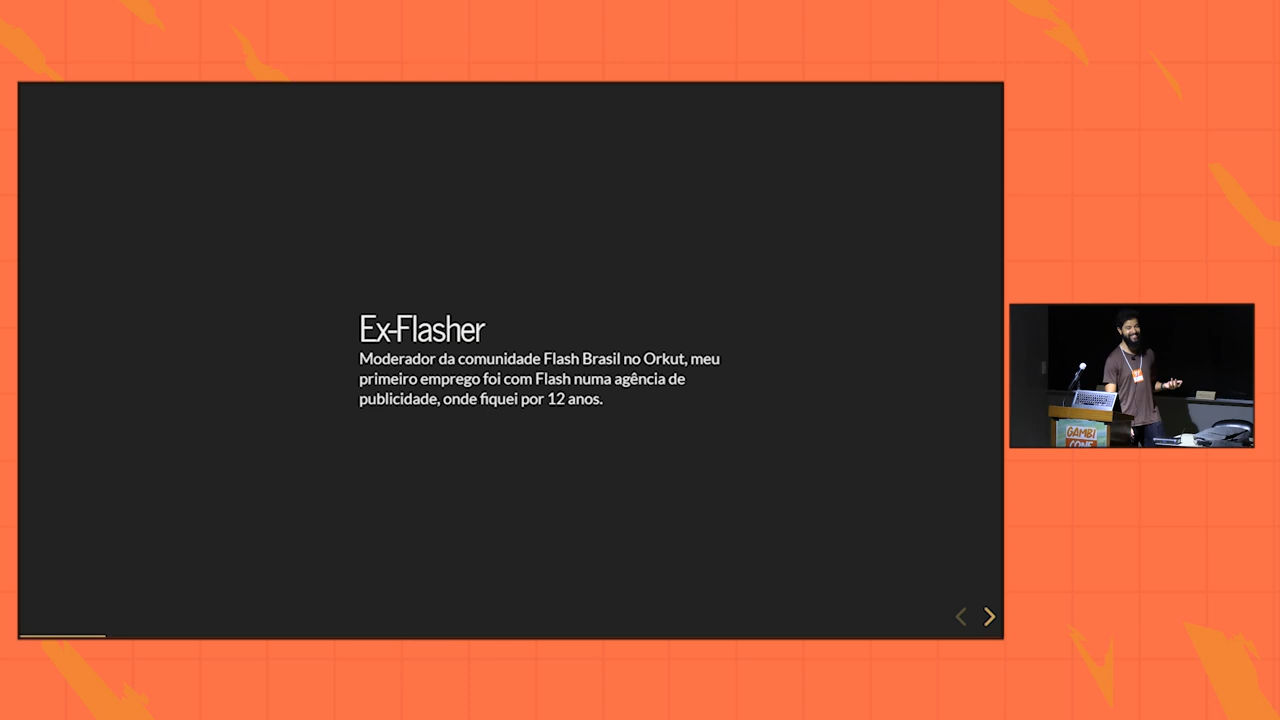 Ex-Flasher
Moderador da comunidade Flash Brasil no Orkut, meu
primeiro emprego foi com Flash numa agência de
publicidade, onde fiquei por 12 anos.
GAMBI
CONF